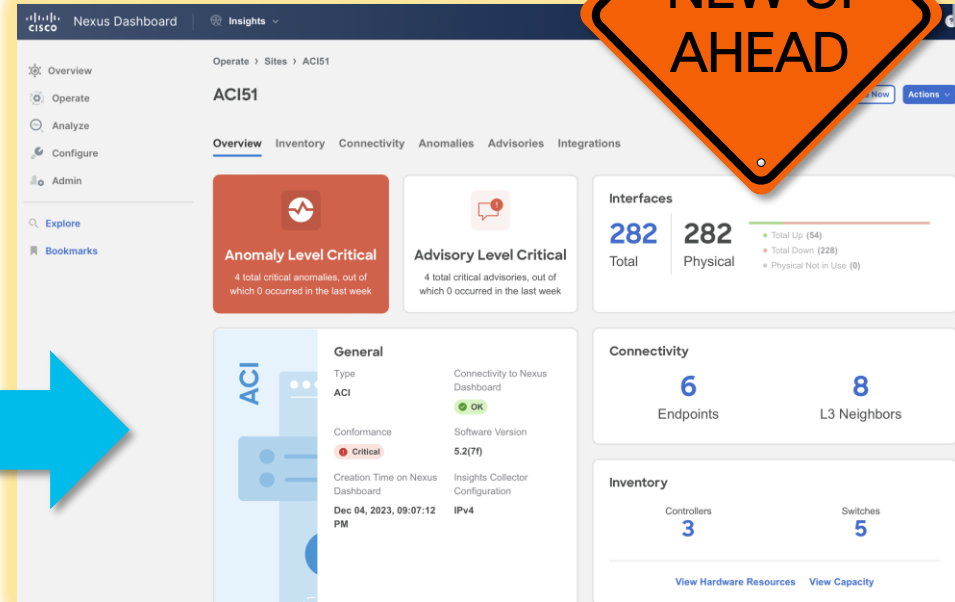 CISCO
Nexus Dashboard
Insights
AHEAD
Operate > Sites > ACI51
ACI51
Now
Actions
Overview
Operate
Analyze
Configure
Admin
Explore
Bookmarks
Overview Inventory Connectivity Anomalies Advisories Integrations
Anomaly Level Critical
4 total critical anomalies, out of
which 0 occurred in the last week
Advisory Level Critical
4 total critical advisories, out of
which 0 occurred in the last week
Interfaces
282
Total
282
Physical
Total Up (54)
Total Down (228)
Physical Not in Use (0)
ACI
General
Type
ACI
Connectivity to Nexus
Dashboard
OK
Conformance
Critical
Software Version
5.2(7f)
Creation Time on Nexus
Dashboard
Dec 04, 2023, 09:07:12
PM
Insights Collector
Configuration
IPv4
Connectivity
6
Endpoints
8
L3 Neighbors
Inventory
Controllers
3
Switches
5
View Hardware Resources View Capacity